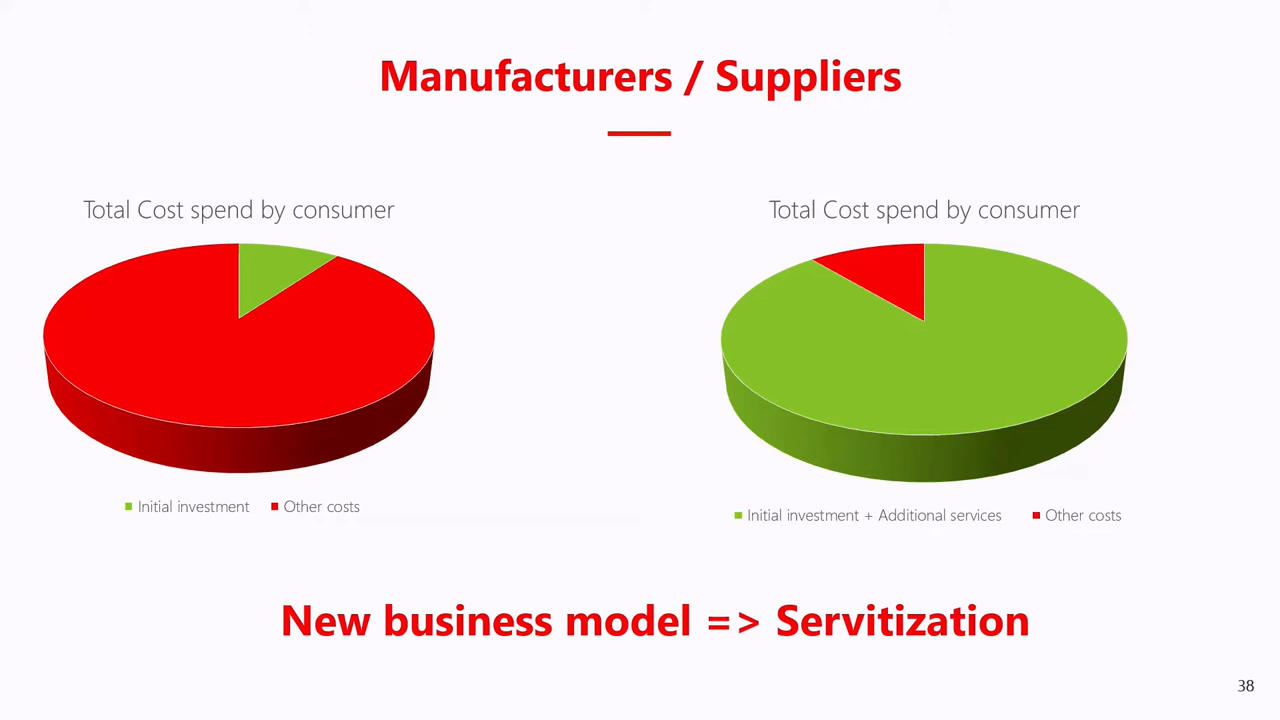 Manufacturers / Suppliers
Total Cost spend by consumer
Initial investment Other costs
Total Cost spend by consumer
Initial investment + Additional services Other costs
New business model => Servitization
38